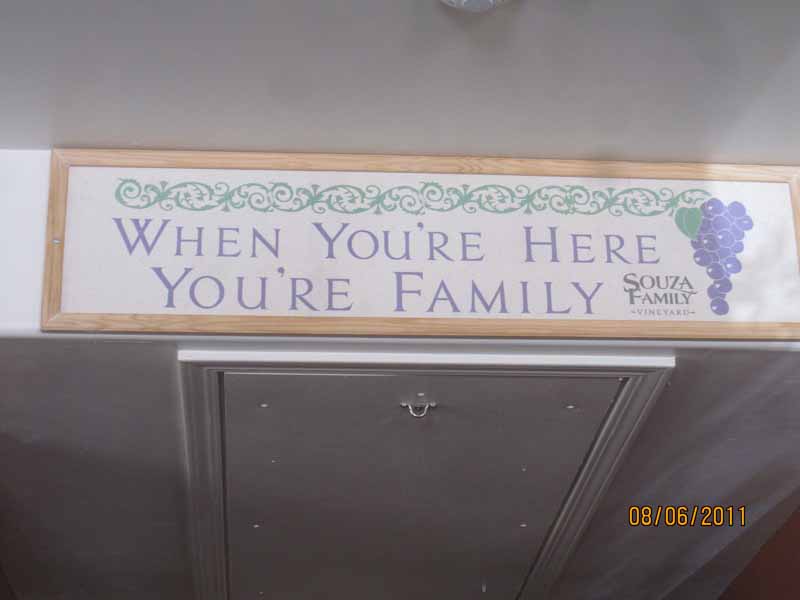 WHEN YOU'RE HERE
YOU'RE FAMILY
SOUZA
FAMILY
~VINEYARD~
08/06/2011